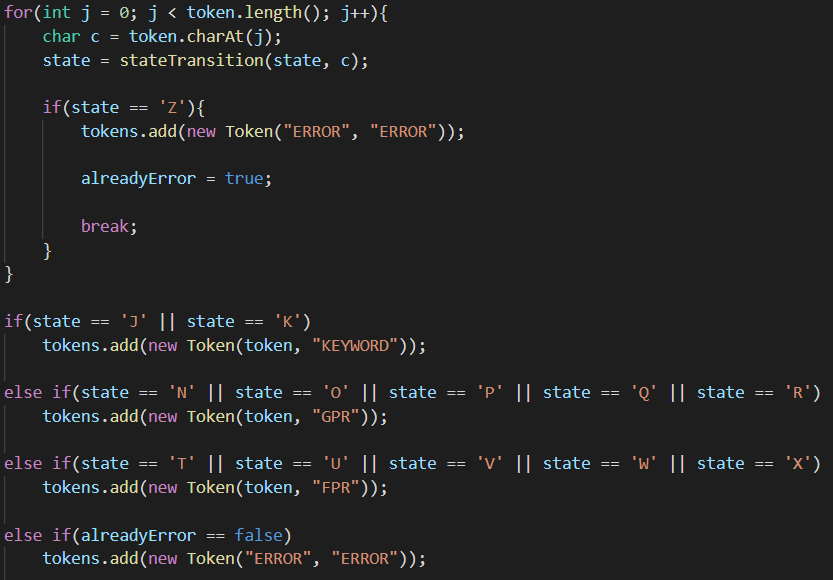 for(int j = 0; j < token.length(); j++){
    char c = token.charAt(j);
    state = stateTransition(state, c);

    if(state == 'Z'){
        tokens.add(new Token("ERROR", "ERROR"));

        alreadyError = true;

        break;
    }
}

if(state == 'J' || state == 'K')
    tokens.add(new Token(token, "KEYWORD"));

else if(state == 'N' || state == 'O' || state == 'P' || state == 'Q' || state == 'R')
    tokens.add(new Token(token, "GPR"));

else if(state == 'T' || state == 'U' || state == 'V' || state == 'W' || state == 'X')
    tokens.add(new Token(token, "FPR"));

else if(alreadyError == false)
    tokens.add(new Token("ERROR", "ERROR"));